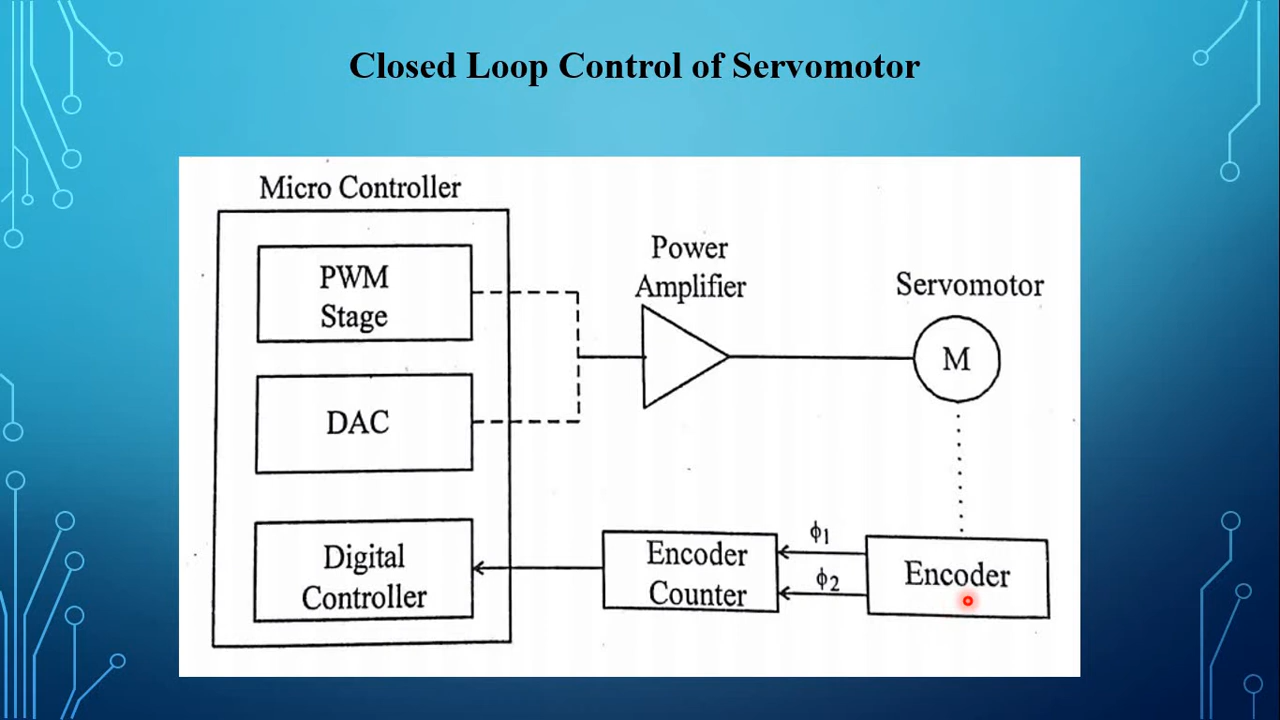 Closed Loop Control of Servomotor
Micro Controller
PWM
Stage
DAC
Digital
Controller
Power
Amplifier
Servomotor
M
Encoder
Counter
ϕ1
ϕ2
Encoder